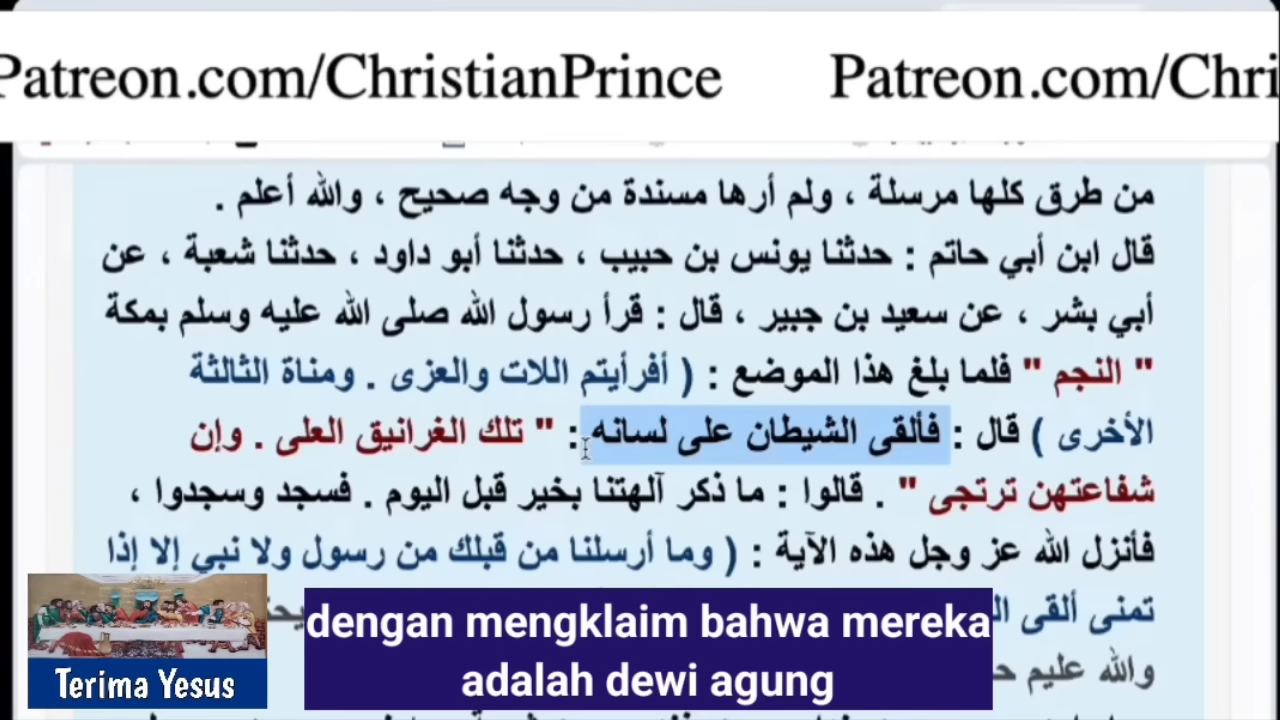 Patreon.com/ChristianPrince Patreon.com/Chri
من طرق كلها مرسلة ، ولم أرها مسندة من وجه صحيح ، والله أعلم .
قال ابن أبي حاتم : حدثنا يونس بن حبيب ، حدثنا أبو داود ، حدثنا شعبة ، عن
أبي بشر ، عن سعيد بن جبير ، قال : قرأ رسول الله صلى الله عليه وسلم بمكة
" النجم " فلما بلغ هذا الموضع : ( أفرأيتم اللات والعزى . ومناة الثالثة
الأخرى ) قال : فألقى الشيطان على لسانه : " تلك الغرانيق العلى . وإن
شفاعتهن ترتجى " . قالوا : ما ذكر آلهتنا بخير قبل اليوم . فسجد وسجدوا ،
فأنزل الله عز وجل هذه الآية : ( وما أرسلنا من قبلك من رسول ولا نبي إلا إذا
تمنى ألقى
والله عليم
dengan mengklaim bahwa mereka
adalah dewi agung
Terima Yesus